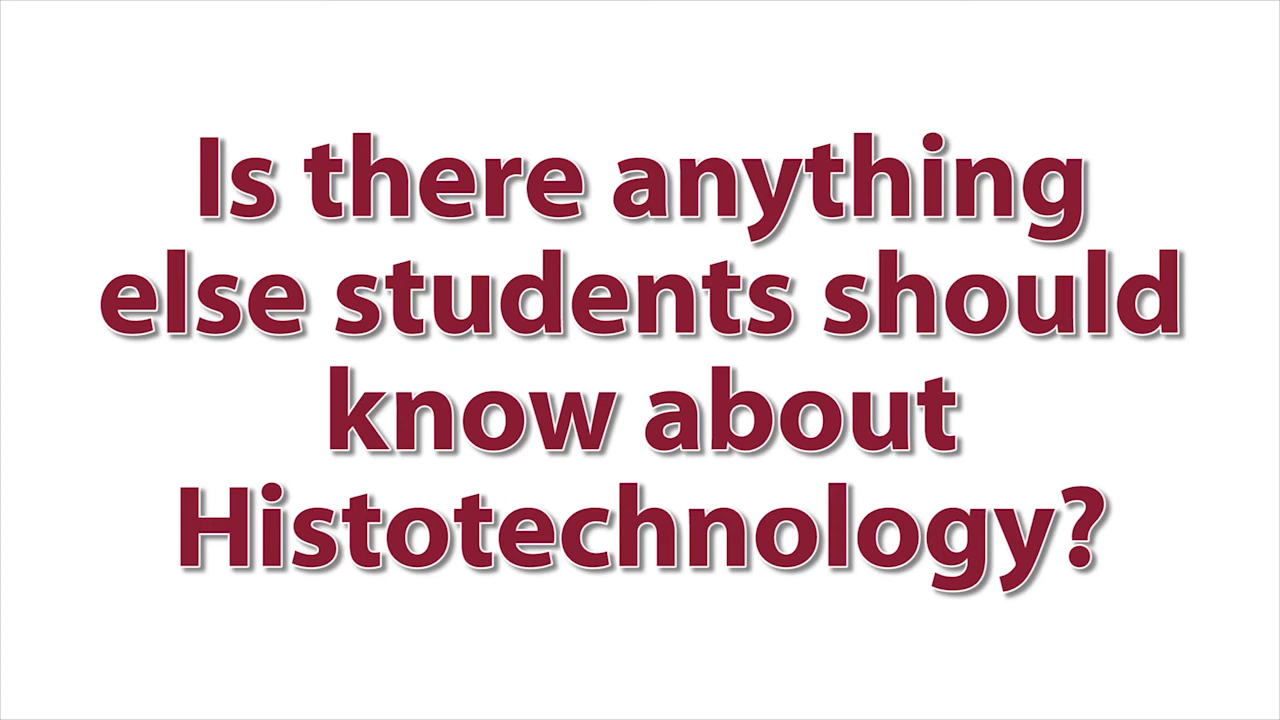 Is there anything
else students should
know about
Histotechnology?